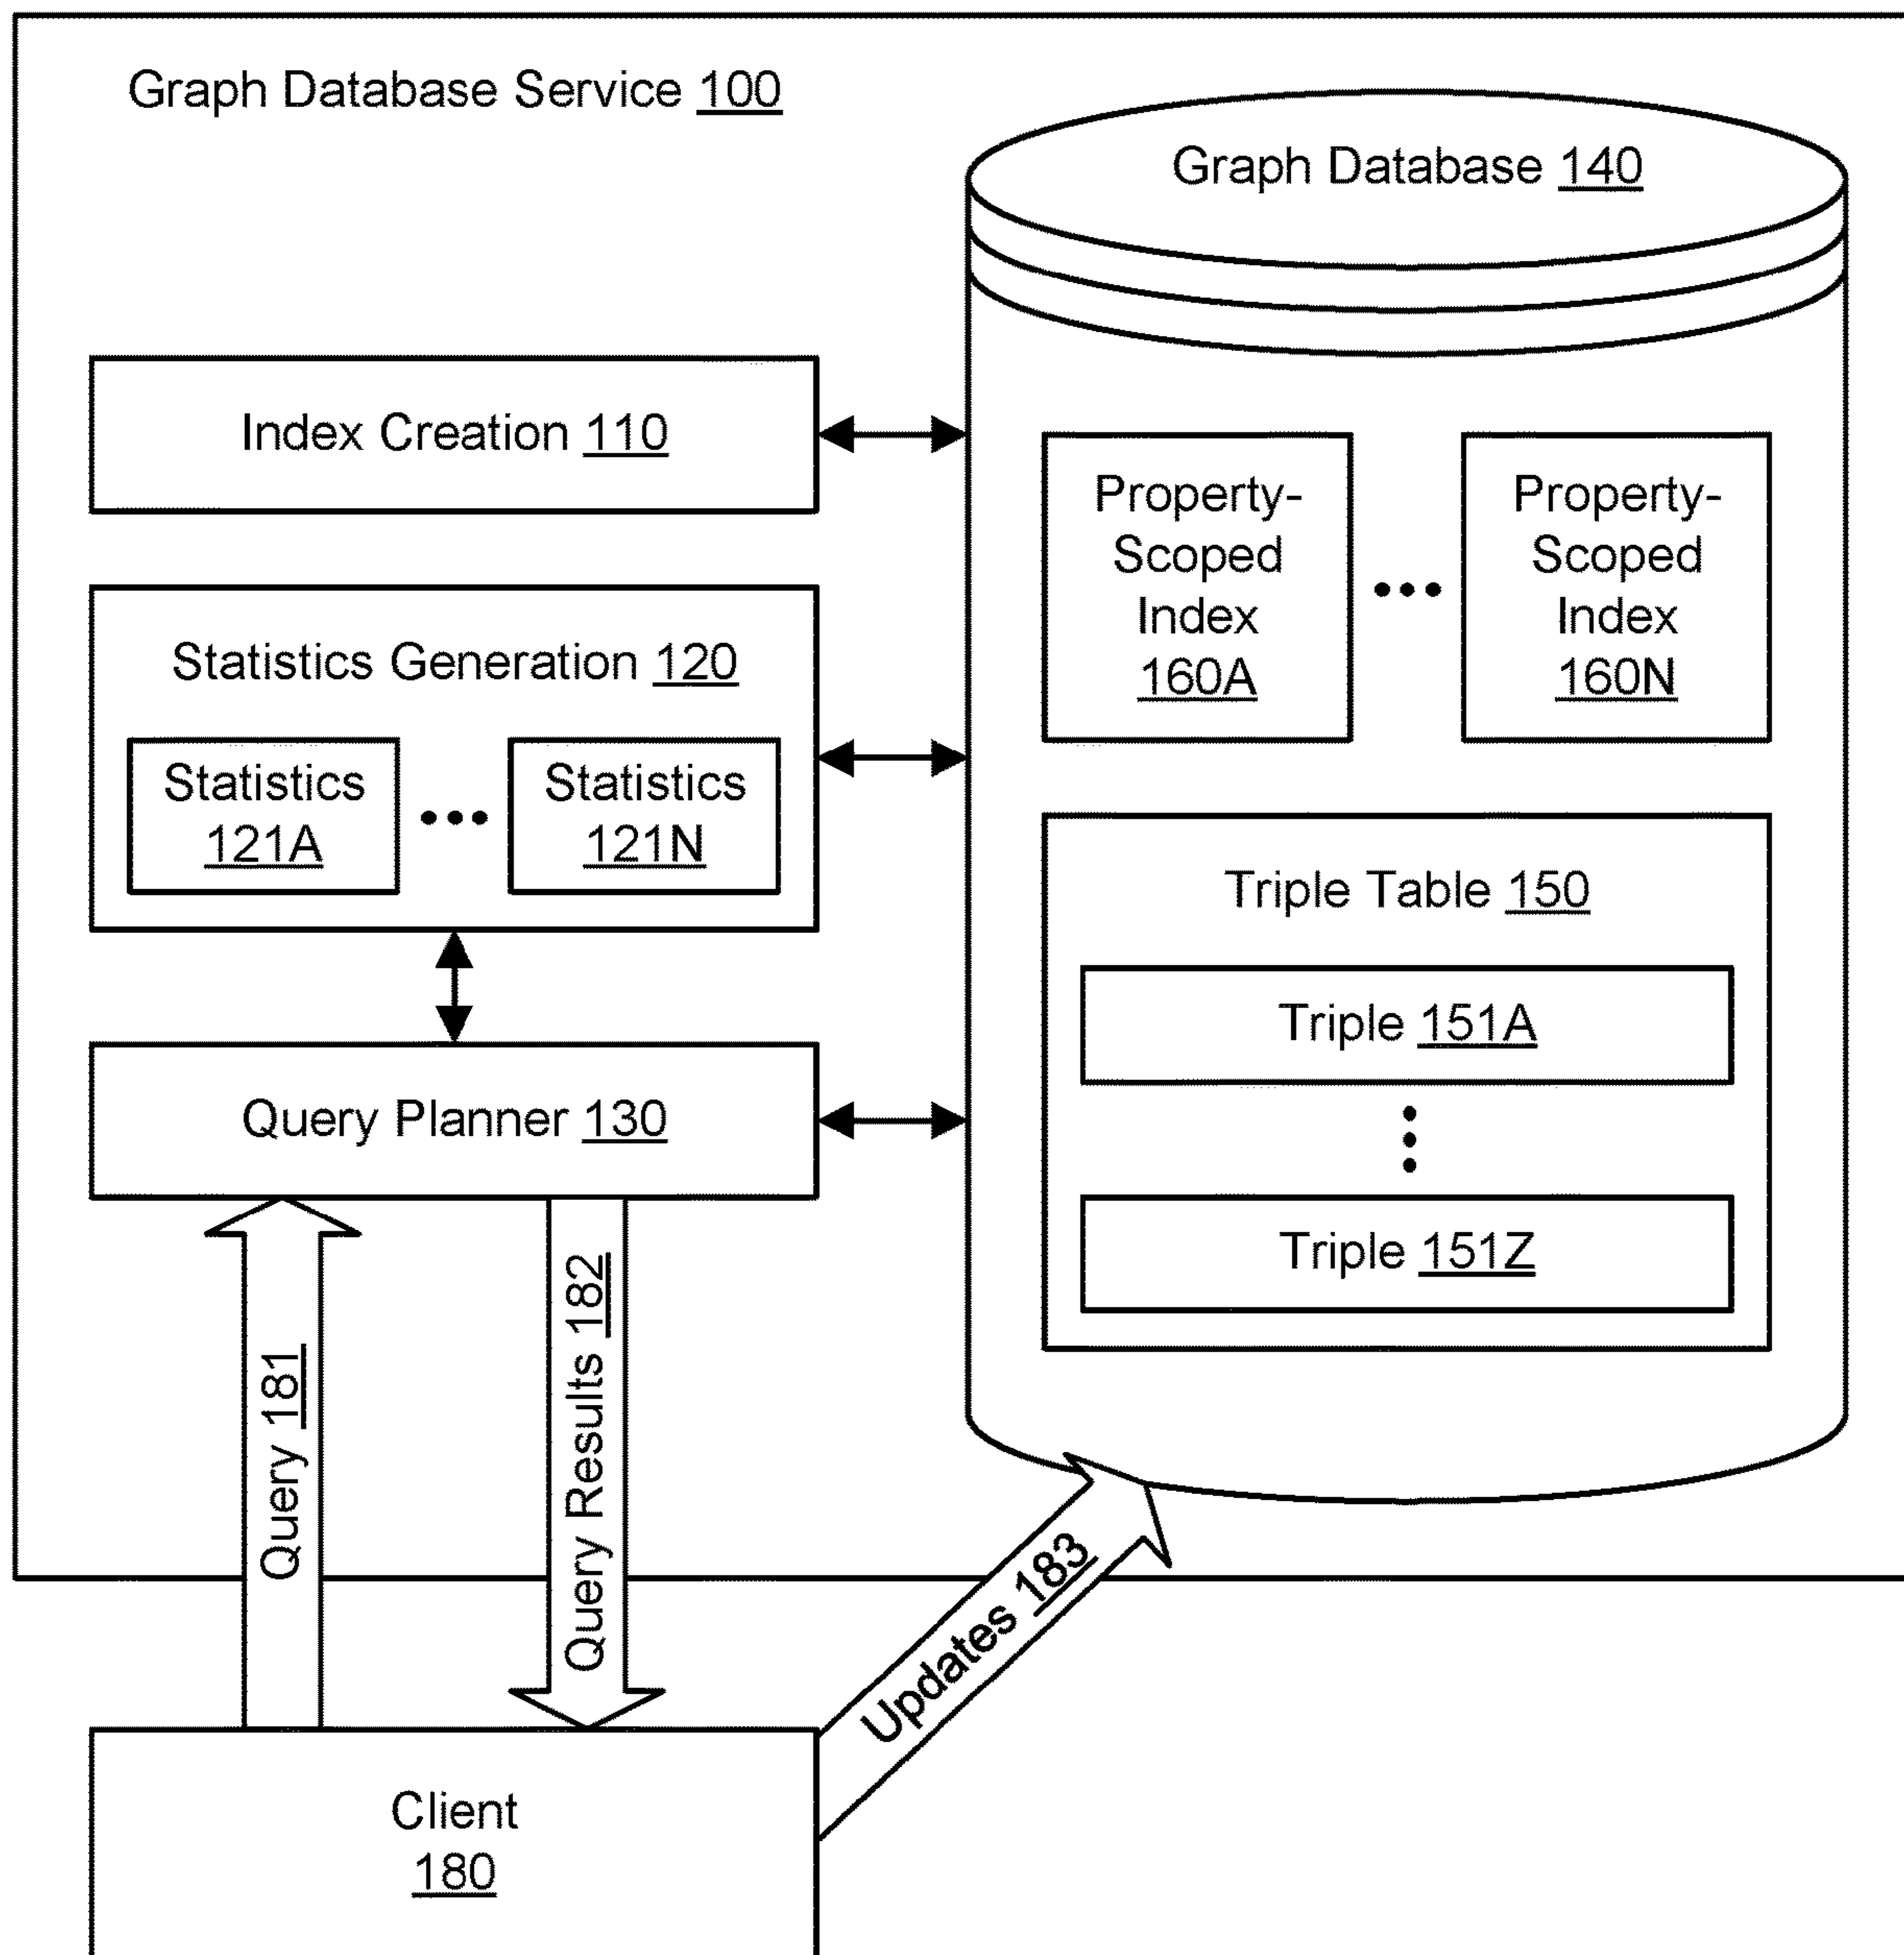 Graph Database Service 100
Graph Database 140
Index Creation 110
Property-
Scoped
Index
160A
Property-
Scoped
Index
160N
Statistics Generation 120
Statistics
121A
Statistics
121N
Triple Table 150
Triple 151A
Triple 151Z
Query Planner 130
Query 181
Query Results 182
Updates 183
Client
180